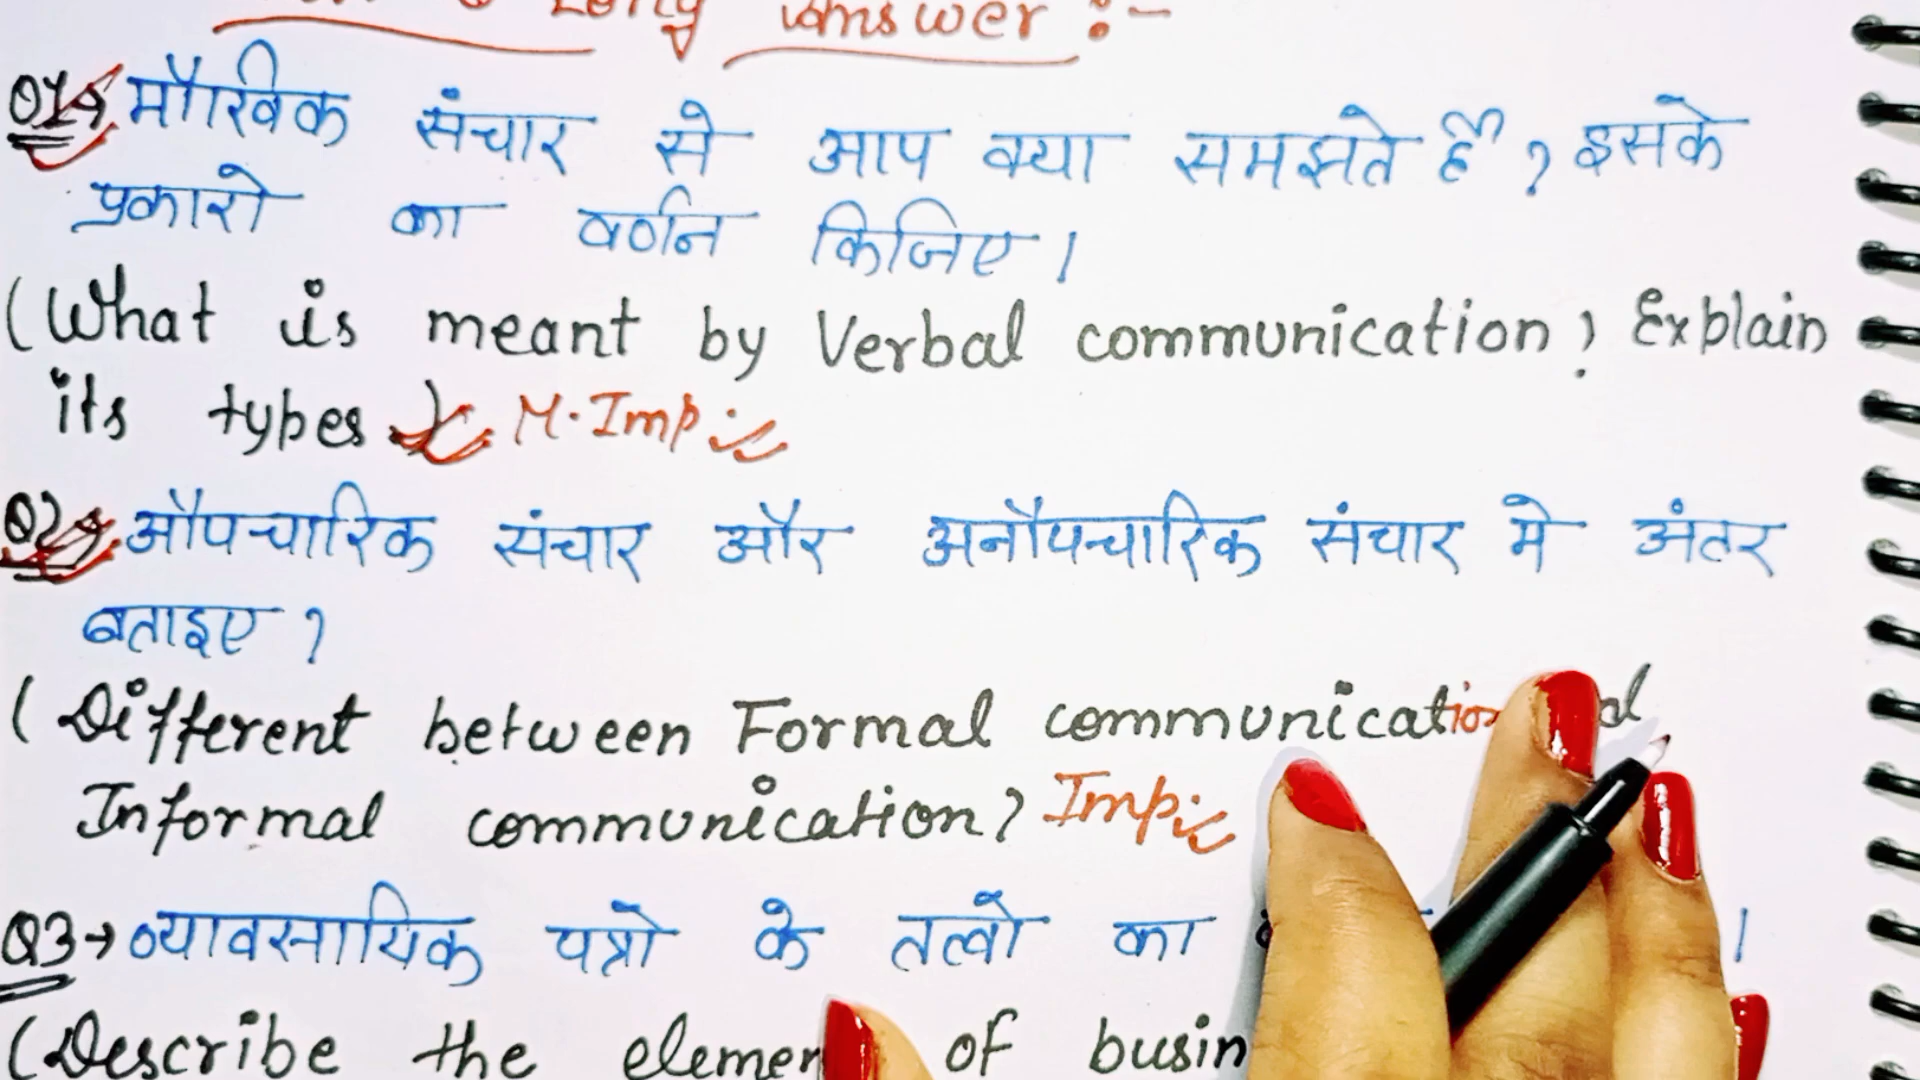 Long Answer :-
Q1→ मौखिक संचार से आप क्या समझते है ? इसके
प्रकारो का वर्णन किजिए ।
(What is meant by Verbal communication ? Explain
its types) M.Imp
Q2→ औपचारिक संचार और अनौपचारिक संचार मे अंतर
बताइए ?
(Different between Formal communication
Informal communication ? Imp
Q3→ व्यावसायिक पत्रो के तत्वो का ।
(Describe the of